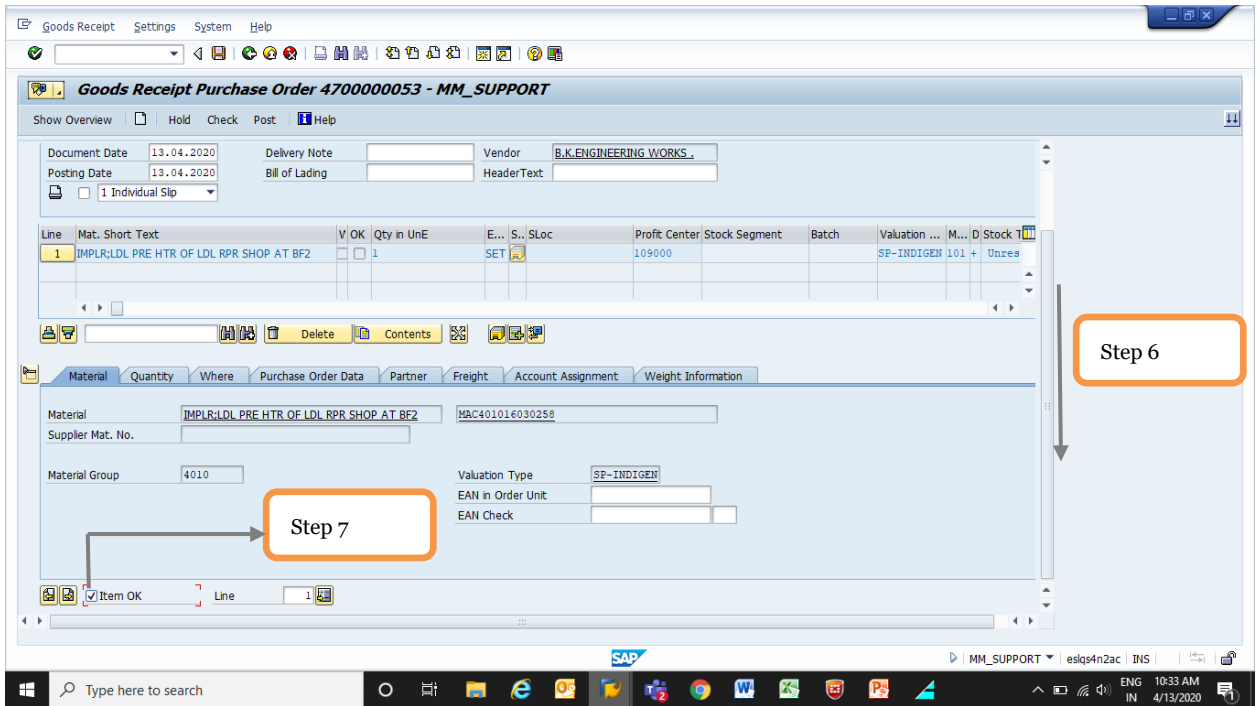 Goods Receipt Settings System Help
Goods Receipt Purchase Order 4700000053 - MM_SUPPORT
Show Overview Hold Check Post Help
Document Date 13.04.2020 Delivery Note Vendor B.K.ENGINEERING WORKS .
Posting Date 13.04.2020 Bill of Lading HeaderText
1 Individual Slip
Line Mat. Short Text V OK Qty in UnE E... S.. SLoc Profit Center Stock Segment Batch Valuation ... M... D Stock T
1 IMPLR;LDL PRE HTR OF LDL RPR SHOP AT BF2 1 SET 109000 SP-INDIGEN 101 + Unres
Delete Contents
Step 6
Material Quantity Where Purchase Order Data Partner Freight Account Assignment Weight Information
Material IMPLR;LDL PRE HTR OF LDL RPR SHOP AT BF2 MAC401016030258
Supplier Mat. No.
Material Group 4010 Valuation Type SP-INDIGEN
EAN in Order Unit
EAN Check
Step 7
Item OK Line 1
SAP
MM_SUPPORT eslqs4n2ac INS
Type here to search
ENG 10:33 AM
IN 4/13/2020